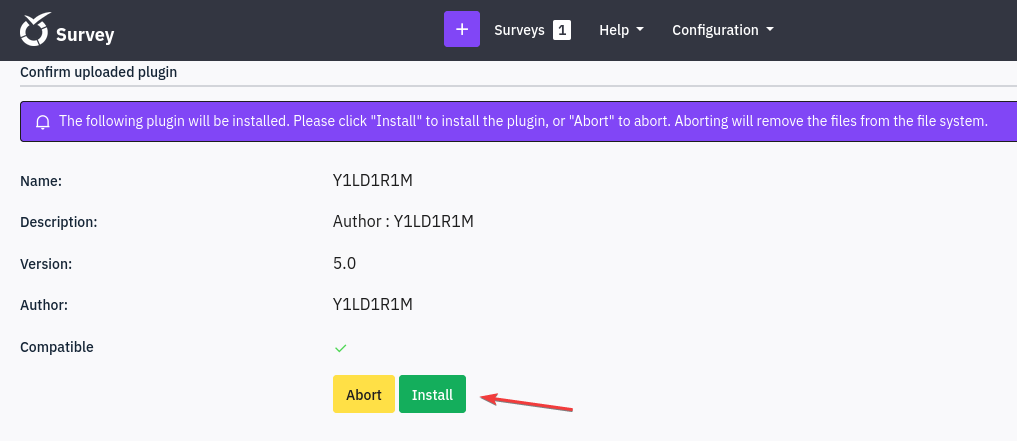 Survey
+ Surveys 1 Help Configuration
Confirm uploaded plugin
The following plugin will be installed. Please click "Install" to install the plugin, or "Abort" to abort. Aborting will remove the files from the file system.
Name: Y1LD1R1M
Description: Author : Y1LD1R1M
Version: 5.0
Author: Y1LD1R1M
Compatible
Abort Install